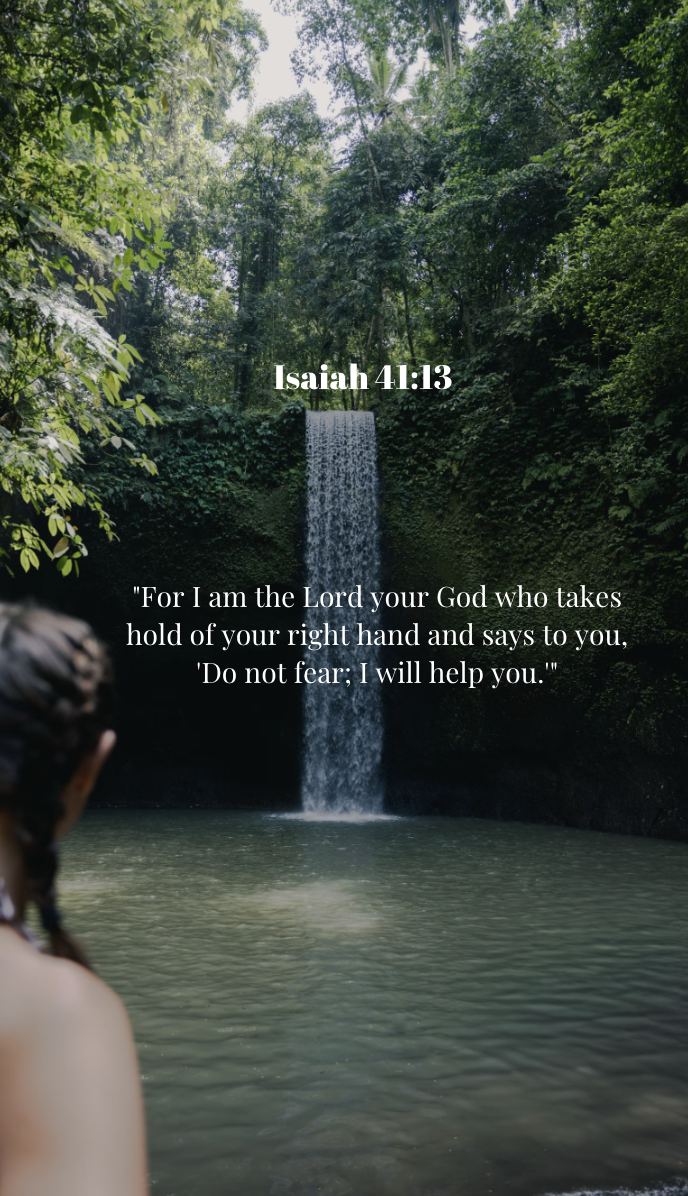 Isaiah 41:13
"For I am the Lord your God who takes
hold of your right hand and says to you,
'Do not fear; I will help you.'"